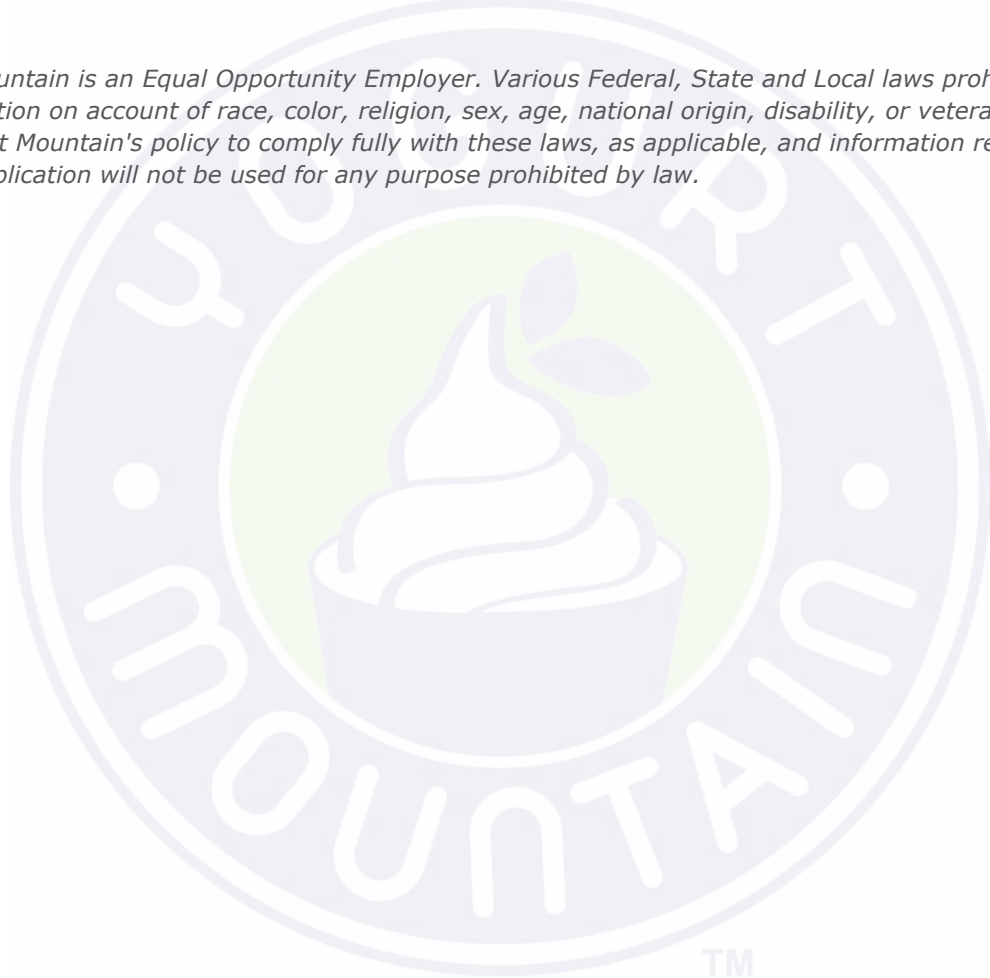 untain is an Equal Opportunity Employer. Various Federal, State and Local laws proh
tion on account of race, color, religion, sex, age, national origin, disability, or vetera
t Mountain's policy to comply fully with these laws, as applicable, and information re
plication will not be used for any purpose prohibited by law.
YOGURT
MOUNTAIN
TM